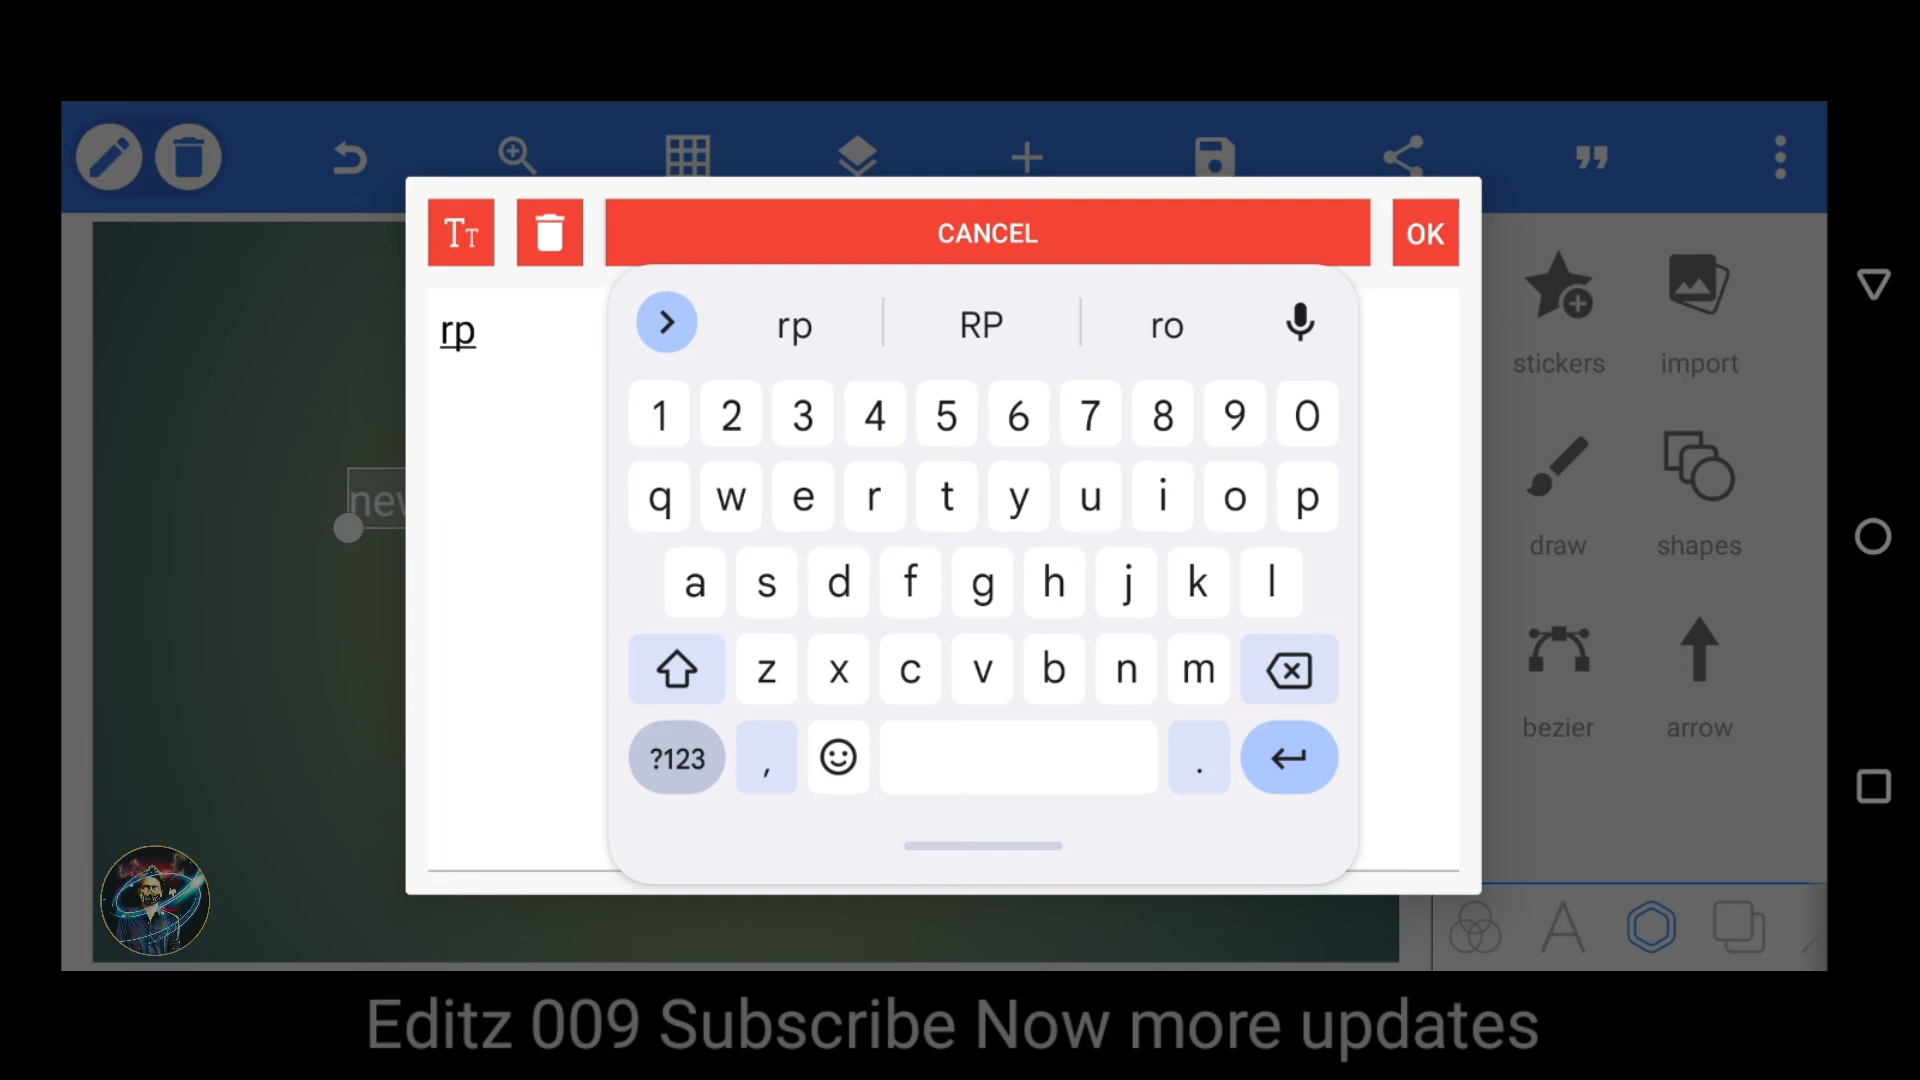 CANCEL
OK
rp
rp RP ro
1 2 3 4 5 6 7 8 9 0
q w e r t y u i o p
a s d f g h j k l
z x c v b n m
?123 , .
new
stickers import
draw shapes
bezier arrow
Editz 009 Subscribe Now more updates